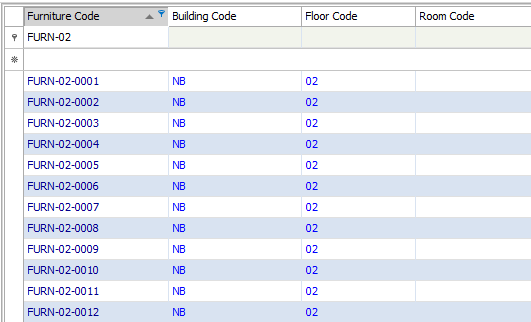 Furniture Code Building Code Floor Code Room Code
FURN-02
FURN-02-0001 NB 02
FURN-02-0002 NB 02
FURN-02-0003 NB 02
FURN-02-0004 NB 02
FURN-02-0005 NB 02
FURN-02-0006 NB 02
FURN-02-0007 NB 02
FURN-02-0008 NB 02
FURN-02-0009 NB 02
FURN-02-0010 NB 02
FURN-02-0011 NB 02
FURN-02-0012 NB 02